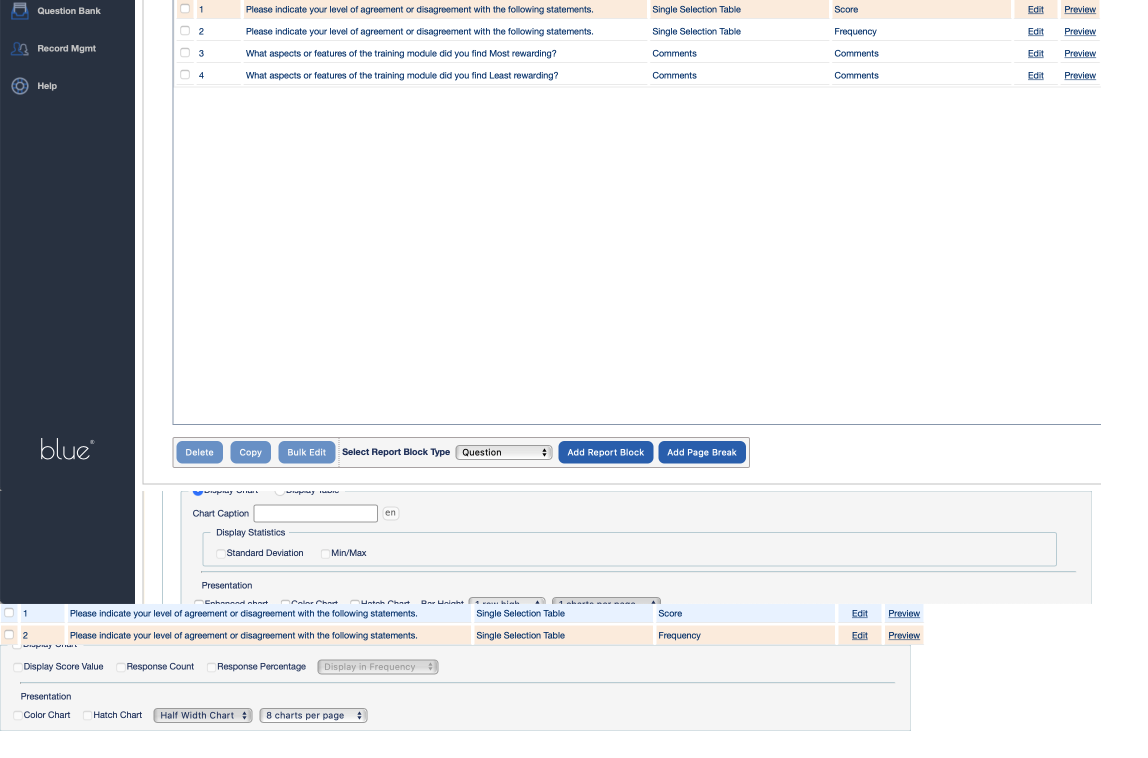 Question Bank
1 Please indicate your level of agreement or disagreement with the following statements. Single Selection Table Score Edit Preview
2 Please indicate your level of agreement or disagreement with the following statements. Single Selection Table Frequency Edit Preview
Record Mgmt
3 What aspects or features of the training module did you find Most rewarding? Comments Comments Edit Preview
4 What aspects or features of the training module did you find Least rewarding? Comments Comments Edit Preview
Help
blue®
Delete Copy Bulk Edit Select Report Block Type Question Add Report Block Add Page Break
Display Chart Display Table
Chart Caption en
Display Statistics
Standard Deviation Min/Max
Presentation
Enhanced chart Color Chart Hatch Chart Bar Height 1 row high 1 charts per page
1 Please indicate your level of agreement or disagreement with the following statements. Single Selection Table Score Edit Preview
2 Please indicate your level of agreement or disagreement with the following statements. Single Selection Table Frequency Edit Preview
Display Chart
Display Score Value Response Count Response Percentage Display in Frequency
Presentation
Color Chart Hatch Chart Half Width Chart 8 charts per page